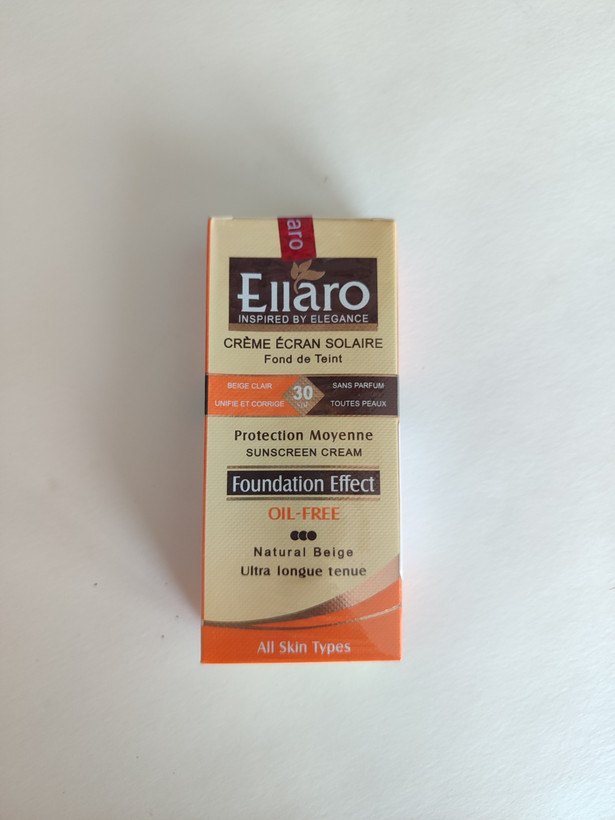 aro
Ellaro
INSPIRED BY ELEGANCE
CRÈME ÉCRAN SOLAIRE
Fond de Teint
BEIGE CLAIR
UNIFIE ET CORRIGE
30
SANS PARFUM
TOUTES PEAUX
Protection Moyenne
SUNSCREEN CREAM
Foundation Effect
OIL-FREE
Natural Beige
Ultra longue tenue
All Skin Types